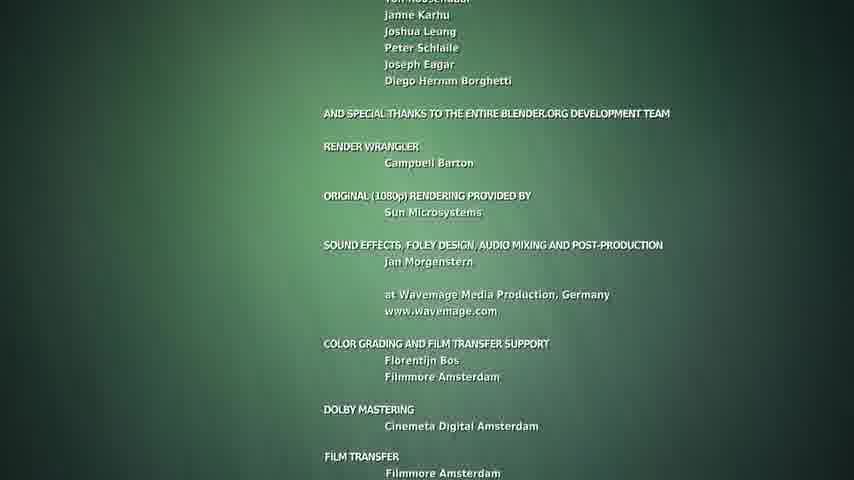 Janne Karhu
Joshua Leung
Peter Schlaile
Joseph Eagar
Diego Hernan Borghetti
AND SPECIAL THANKS TO THE ENTIRE BLENDER.ORG DEVELOPMENT TEAM
RENDER WRANGLER
Campbell Barton
ORIGINAL (1080p) RENDERING PROVIDED BY
Sun Microsystems
SOUND EFFECTS, FOLEY DESIGN, AUDIO MIXING AND POST-PRODUCTION
Jan Morgenstern
at Wavemage Media Production, Germany
www.wavemage.com
COLOR GRADING AND FILM TRANSFER SUPPORT
Florentijn Bos
Filmmore Amsterdam
DOLBY MASTERING
Cinemeta Digital Amsterdam
FILM TRANSFER
Filmmore Amsterdam